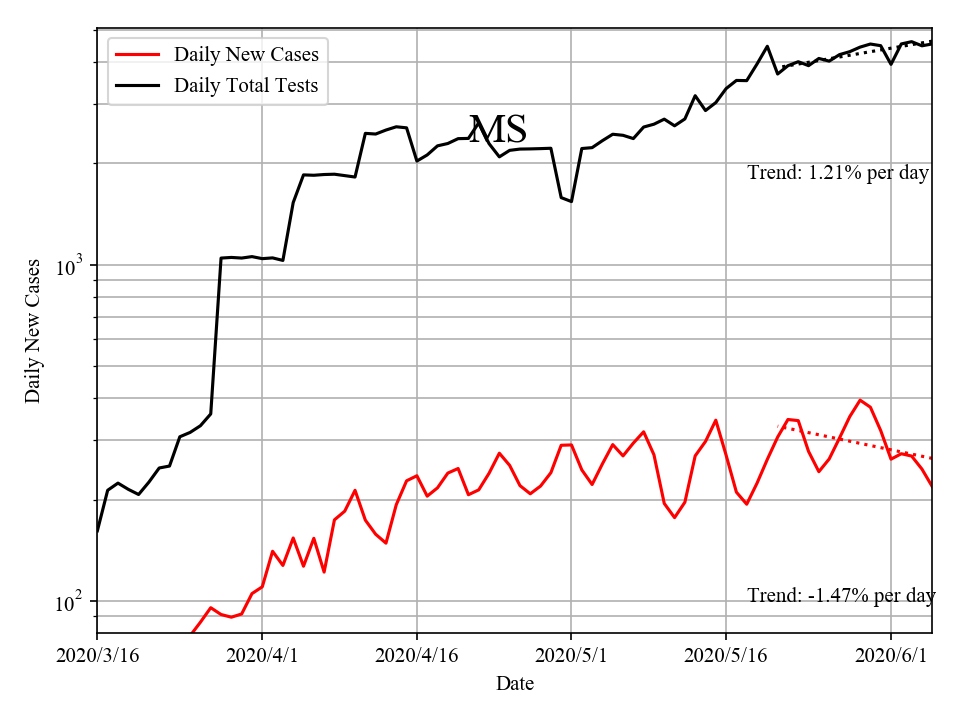 Daily New Cases
Daily Total Tests
MS
Trend: 1.21% per day
10^3
Daily New Cases
Trend: -1.47% per day
10^2
2020/3/16 2020/4/1 2020/4/16 2020/5/1 2020/5/16 2020/6/1
Date